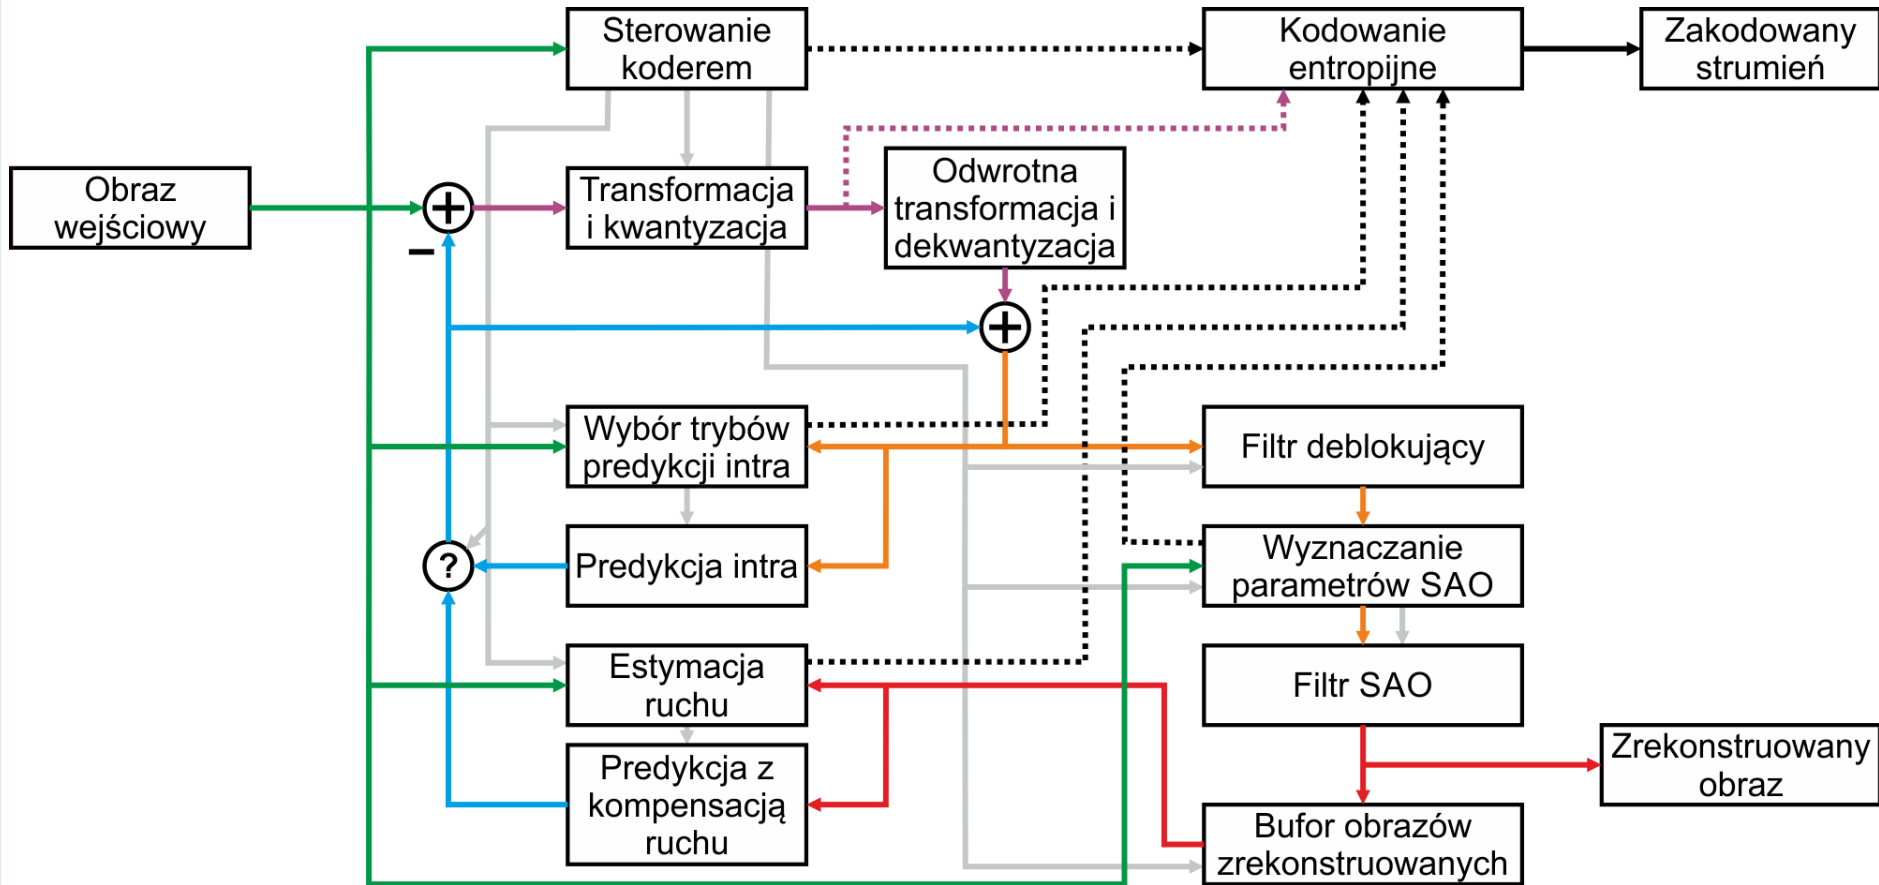 Sterowanie
koderem
Kodowanie
entropijne
Zakodowany
strumień
Obraz
wejściowy
+
–
Transformacja
i kwantyzacja
Odwrotna
transformacja i
dekwantyzacja
+
Wybór trybów
predykcji intra
Filtr deblokujący
?
Predykcja intra
Wyznaczanie
parametrów SAO
Estymacja
ruchu
Filtr SAO
Predykcja z
kompensacją
ruchu
Zrekonstruowany
obraz
Bufor obrazów
zrekonstruowanych